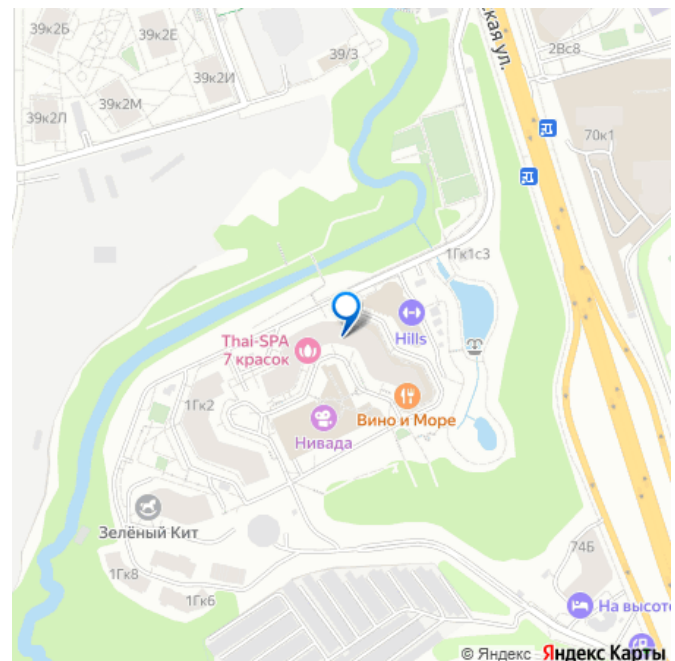 39к2Б
39к2Е
39/3
ская ул.
2Вс8
39к2И
39к2М
39к2Л
70к1
1Гк1с3
Thai-SPA
7 красок
Hills
1Гк2
Вино и Море
Нивада
Зелёный Кит
1Гк8
1Гк6
74Б
На высоте
© Яндекс Яндекс Карты